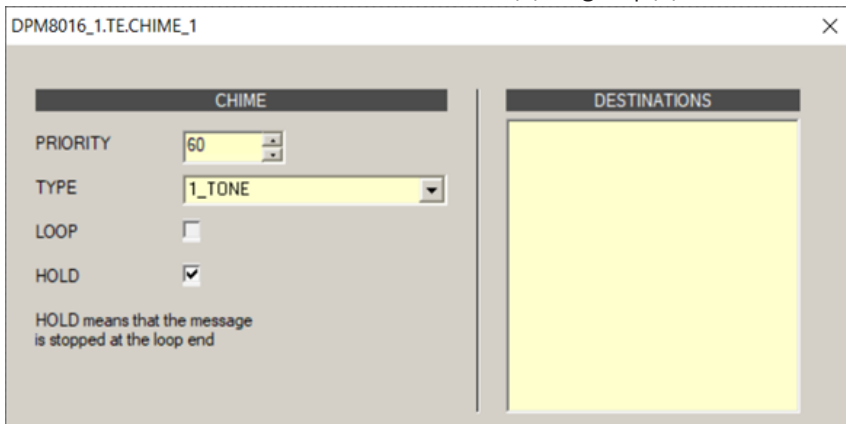 DPM8016_1.TE.CHIME_1
CHIME
PRIORITY 60
TYPE 1_TONE
LOOP
HOLD
HOLD means that the message
is stopped at the loop end
DESTINATIONS